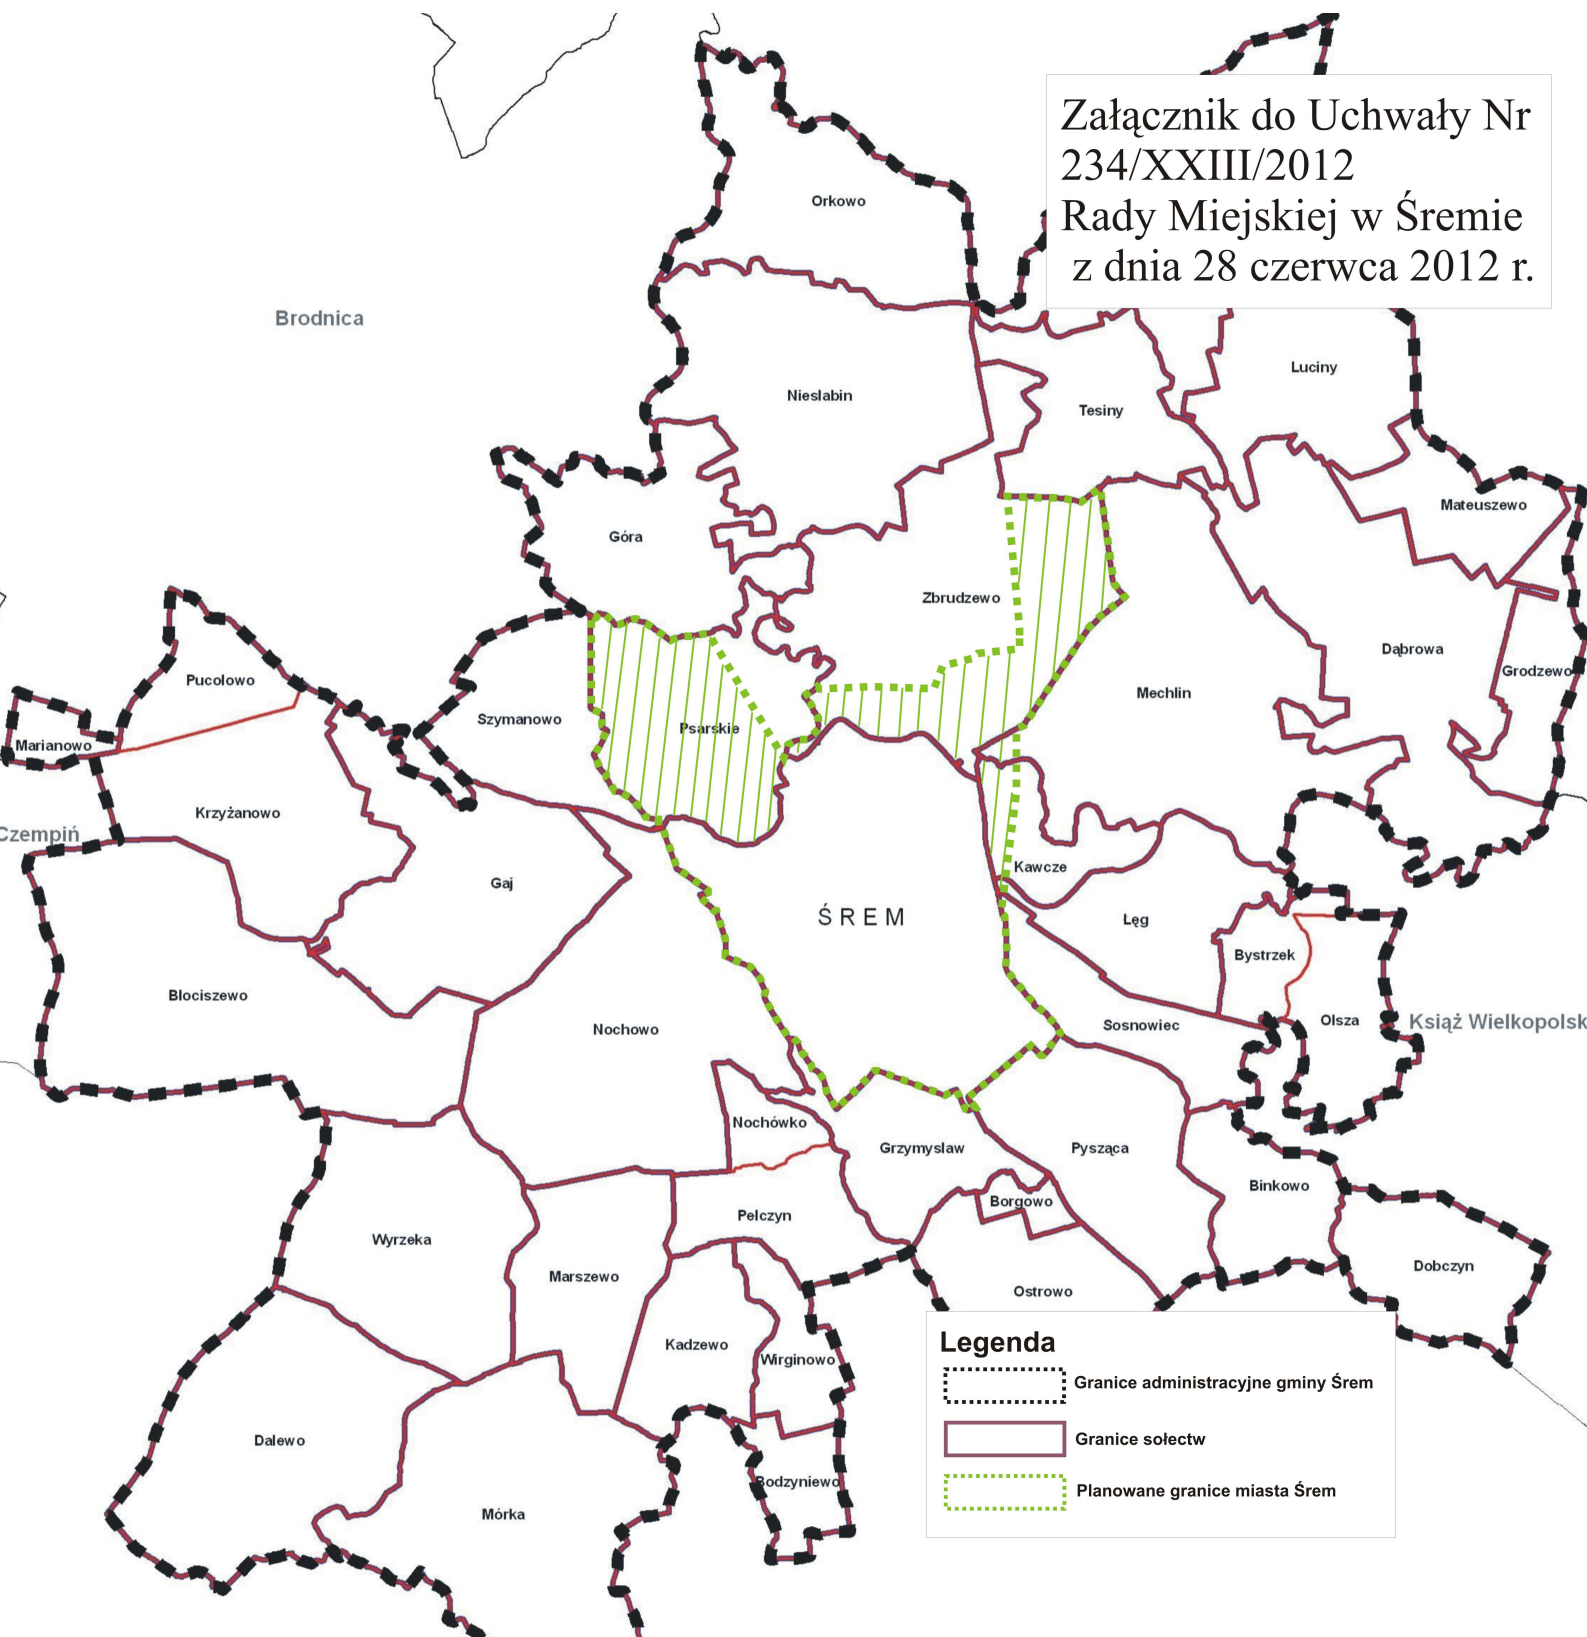 Załącznik do Uchwały Nr
234/XXIII/2012
Rady Miejskiej w Śremie
z dnia 28 czerwca 2012 r.
Orkowo
Brodnica
Luciny
Nieslabin
Tesiny
Mateuszewo
Góra
Zbrudzewo
Dąbrowa
Grodzewo
Pucolowo
Mechlin
Szymanowo
Psarskie
Marianowo
Krzyżanowo
Czempiń
Kawcze
Gaj
ŚREM
Lęg
Bystrzek
Blociszewo
Olsza
Książ Wielkopolsk
Sosnowiec
Nochowo
Nochówko
Grzymyslaw
Pysząca
Binkowo
Borgowo
Pelczyn
Wyrzeka
Dobczyn
Marszewo
Ostrowo
Kadzewo
Wirginowo
Dalewo
Bodzyniewo
Mórka
Legenda
Granice administracyjne gminy Śrem
Granice sołectw
Planowane granice miasta Śrem